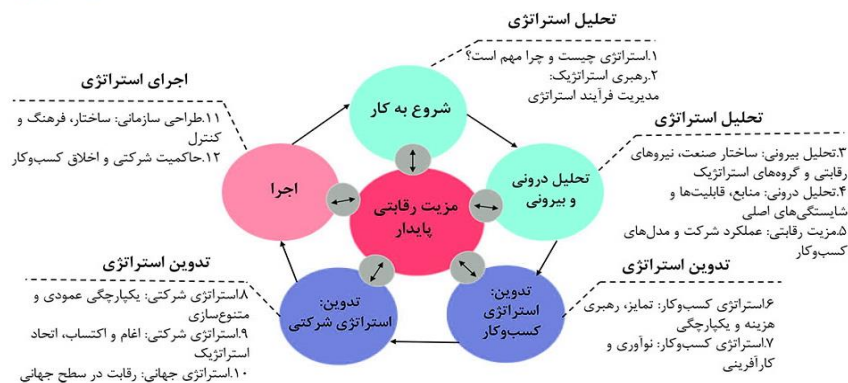 تحلیل استراتژی
۱.استراتژی چیست و چرا مهم است؟
۲.رهبری استراتژیک:
مدیریت فرآیند استراتژی
شروع به کار
تحلیل استراتژی
۳.تحلیل بیرونی: ساختار صنعت، نیروهای
رقابتی و گروه‌های استراتژیک
۴.تحلیل درونی: منابع، قابلیت‌ها و
شایستگی‌های اصلی
۵.مزیت رقابتی: عملکرد شرکت و مدل‌های
کسب‌وکار
تحلیل درونی
و بیرونی
تدوین استراتژی
۶.استراتژی کسب‌وکار: تمایز، رهبری
هزینه و یکپارچگی
۷.استراتژی کسب‌وکار: نوآوری و
کارآفرینی
تدوین:
استراتژی
کسب‌وکار
تدوین استراتژی
۸.استراتژی شرکتی: یکپارچگی عمودی و
متنوع‌سازی
۹.استراتژی شرکتی: اغام و اکتساب، اتحاد
استراتژیک
۱۰.استراتژی جهانی: رقابت در سطح جهانی
تدوین:
استراتژی شرکتی
اجرای استراتژی
۱۱.طراحی سازمانی: ساختار، فرهنگ و
کنترل
۱۲.حاکمیت شرکتی و اخلاق کسب‌وکار
اجرا
مزیت رقابتی
پایدار